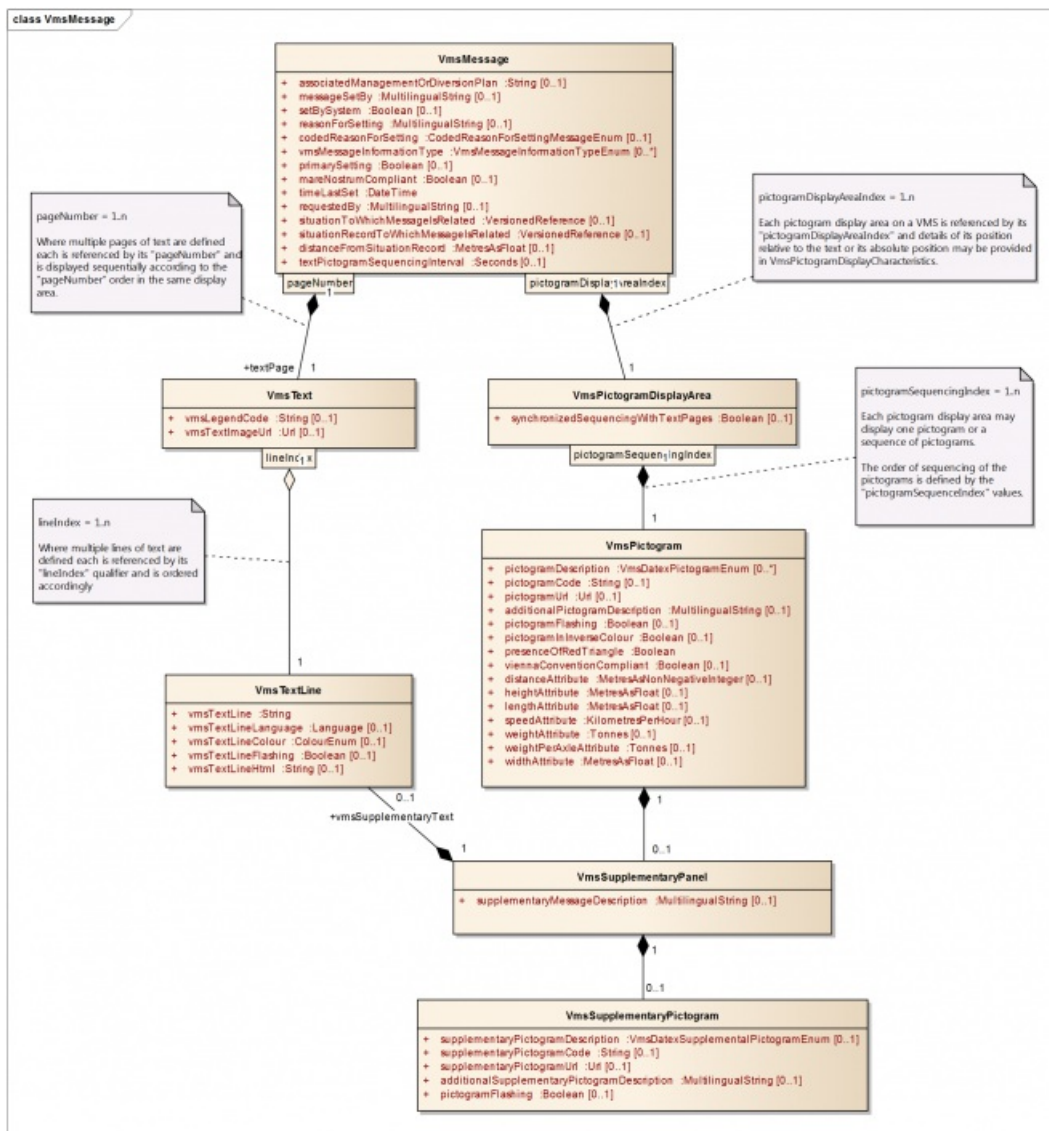 class VmsMessage
VmsMessage
+ associatedManagementOrDiversionPlan :String [0..1]
+ messageSetBy :MultilingualString [0..1]
+ setBySystem :Boolean [0..1]
+ reasonForSetting :MultilingualString [0..1]
+ codedReasonForSetting :CodedReasonForSettingMessageEnum [0..1]
+ vmsMessageInformationType :VmsMessageInformationTypeEnum [0..*]
+ primarySetting :Boolean [0..1]
+ mareNostrumCompliant :Boolean [0..1]
+ timeLastSet :DateTime
+ requestedBy :MultilingualString [0..1]
+ situationToWhichMessageIsRelated :VersionedReference [0..1]
+ situationRecordToWhichMessageIsRelated :VersionedReference [0..1]
+ distanceFromSituationRecord :MetresAsFloat [0..1]
+ textPictogramSequencingInterval :Seconds [0..1]
pageNumber = 1..n
Where multiple pages of text are defined
each is referenced by its "pageNumber" and
is displayed sequentially according to the
"pageNumber" order in the same display
area.
pictogramDisplayAreaIndex = 1..n
Each pictogram display area on a VMS is referenced by its
"pictogramDisplayAreaIndex" and details of its position
relative to the text or its absolute position may be provided
in VmsPictogramDisplayCharacteristics.
pageNumber
1
pictogramDisplayAreaIndex
1
+textPage
1
1
VmsText
+ vmsLegendCode :String [0..1]
+ vmsTextImageUrl :Url [0..1]
lineIndex
1
VmsPictogramDisplayArea
+ synchronizedSequencingWithTextPages :Boolean [0..1]
pictogramSequencingIndex
1
pictogramSequencingIndex = 1..n
Each pictogram display area may
display one pictogram or a
sequence of pictograms.
The order of sequencing of the
pictograms is defined by the
"pictogramSequenceIndex" values.
lineIndex = 1..n
Where multiple lines of text are
defined each is referenced by its
"lineIndex" qualifier and is ordered
accordingly
1
VmsPictogram
+ pictogramDescription :VmsDatexPictogramEnum [0..*]
+ pictogramCode :String [0..1]
+ pictogramUrl :Url [0..1]
+ additionalPictogramDescription :MultilingualString [0..1]
+ pictogramFlashing :Boolean [0..1]
+ pictogramInInverseColour :Boolean [0..1]
+ presenceOfRedTriangle :Boolean
+ viennaConventionCompliant :Boolean [0..1]
+ distanceAttribute :MetresAsNonNegativeInteger [0..1]
+ heightAttribute :MetresAsFloat [0..1]
+ lengthAttribute :MetresAsFloat [0..1]
+ speedAttribute :KilometresPerHour [0..1]
+ weightAttribute :Tonnes [0..1]
+ weightPerAxleAttribute :Tonnes [0..1]
+ widthAttribute :MetresAsFloat [0..1]
1
VmsTextLine
+ vmsTextLine :String
+ vmsTextLineLanguage :Language [0..1]
+ vmsTextLineColour :ColourEnum [0..1]
+ vmsTextLineFlashing :Boolean [0..1]
+ vmsTextLineHtml :String [0..1]
0..1
+vmsSupplementaryText
1
1
0..1
VmsSupplementaryPanel
+ supplementaryMessageDescription :MultilingualString [0..1]
1
0..1
VmsSupplementaryPictogram
+ supplementaryPictogramDescription :VmsDatexSupplementalPictogramEnum [0..1]
+ supplementaryPictogramCode :String [0..1]
+ supplementaryPictogramUrl :Url [0..1]
+ additionalSupplementaryPictogramDescription :MultilingualString [0..1]
+ pictogramFlashing :Boolean [0..1]